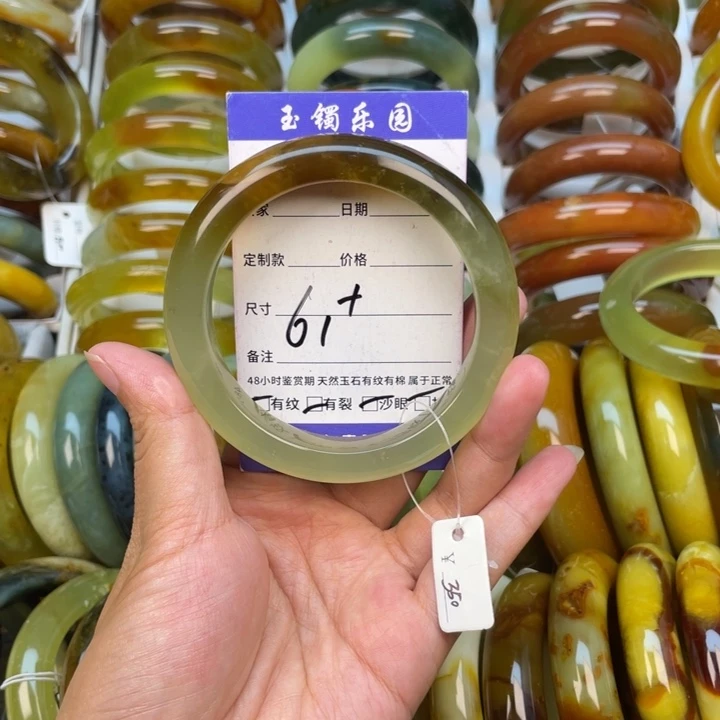 玉镯乐园
家 日期
定制款 价格
尺寸 61+
备注
48小时鉴赏期 天然玉石有纹有棉 属于正常
有纹 有裂 沙眼
天
350